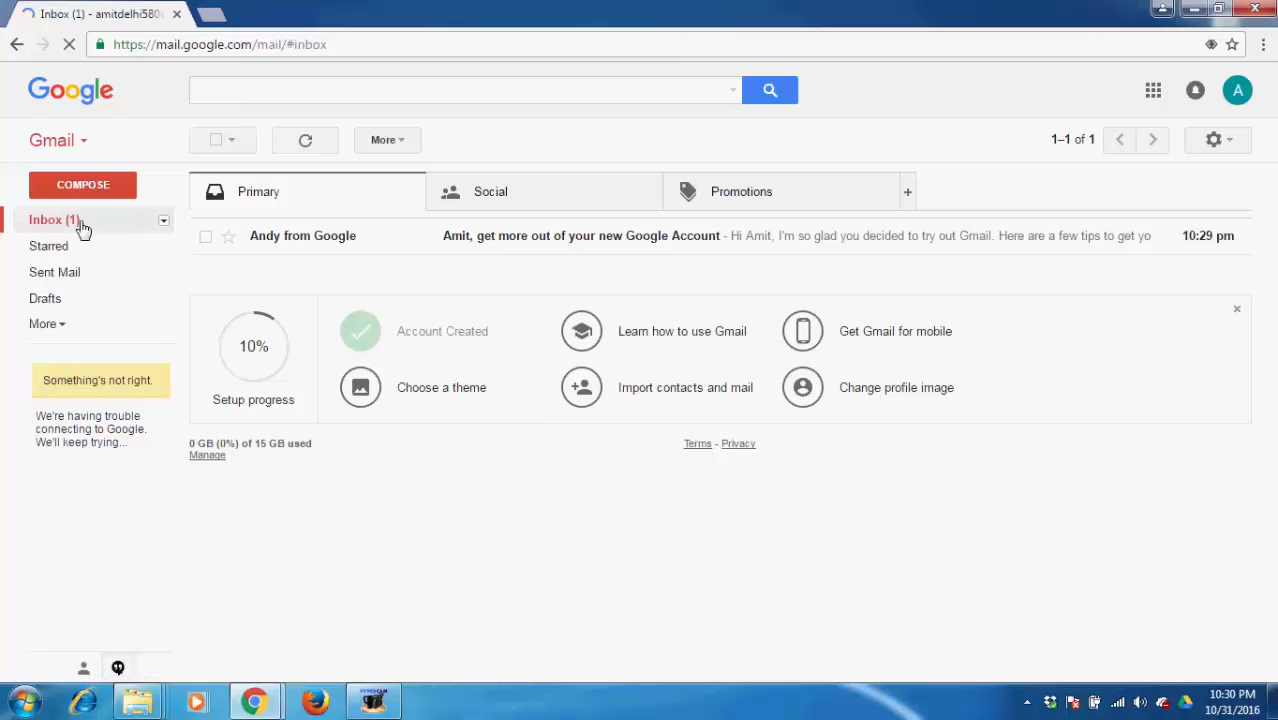 Inbox (1) - amitdelhi580
https://mail.google.com/mail/#inbox
Google
A
Gmail
More
1–1 of 1
COMPOSE
Inbox (1)
Starred
Sent Mail
Drafts
More
Primary
Social
Promotions
+
Andy from Google
Amit, get more out of your new Google Account - Hi Amit, I'm so glad you decided to try out Gmail. Here are a few tips to get yo
10:29 pm
10%
Setup progress
Account Created
Learn how to use Gmail
Get Gmail for mobile
Choose a theme
Import contacts and mail
Change profile image
Something's not right.
We're having trouble
connecting to Google.
We'll keep trying...
0 GB (0%) of 15 GB used
Manage
Terms - Privacy
HYPERCAM
10:30 PM
10/31/2016